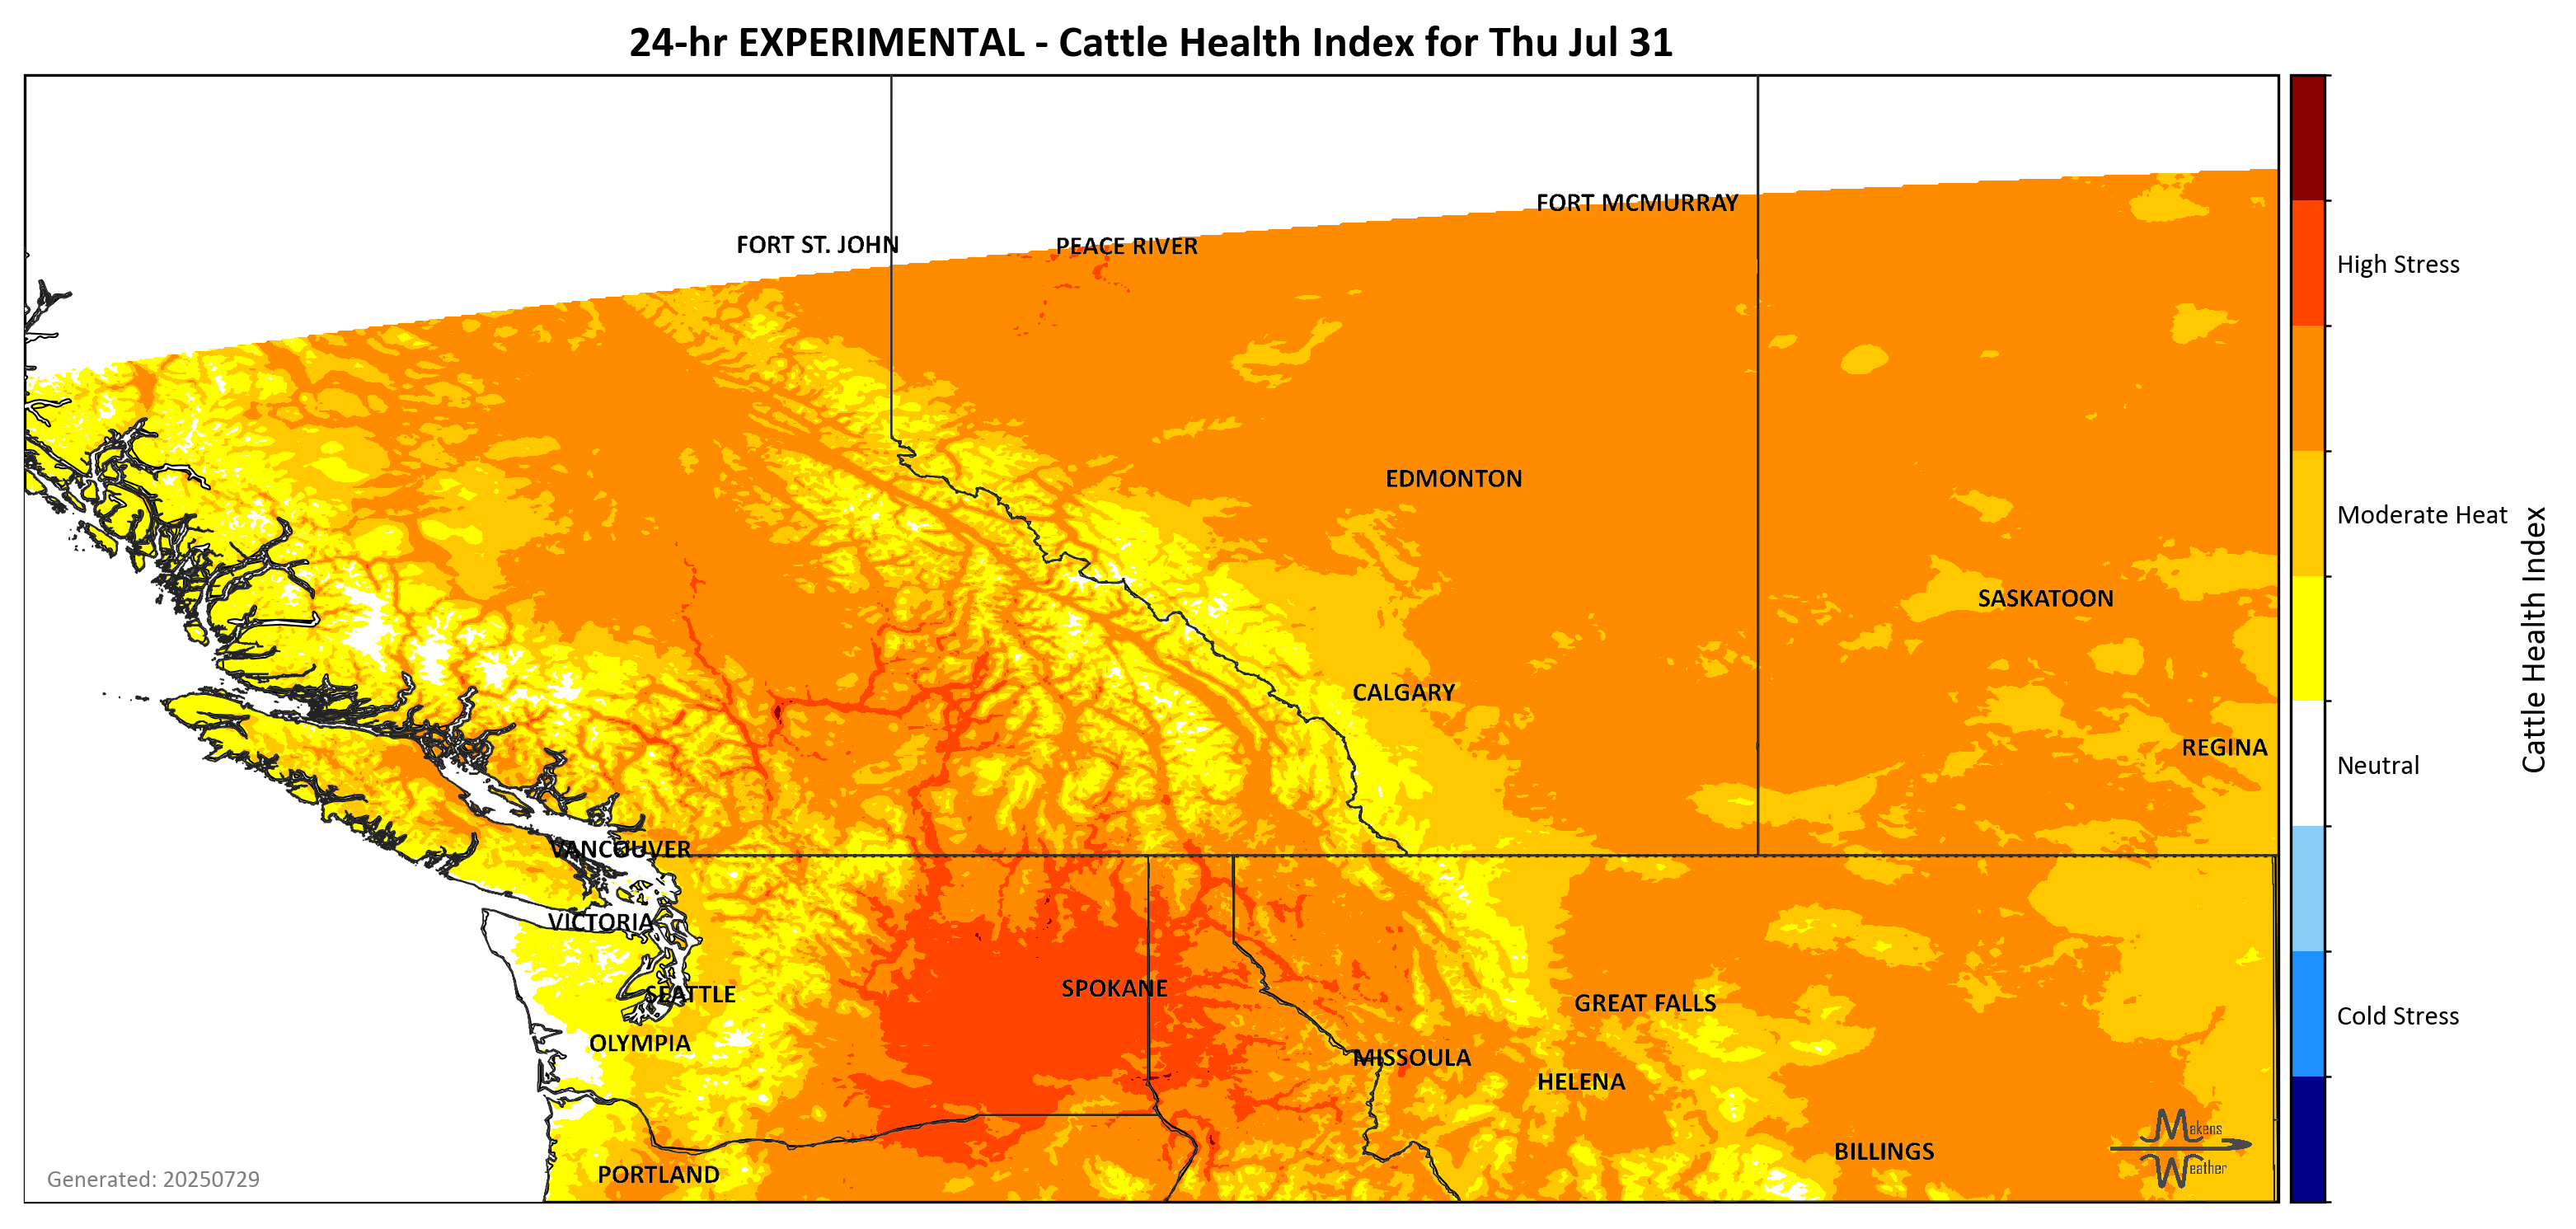 24-hr EXPERIMENTAL - Cattle Health Index for Thu Jul 31
FORT MCMURRAY
FORT ST. JOHN
PEACE RIVER
High Stress
EDMONTON
Moderate Heat
SASKATOON
Cattle Health Index
CALGARY
REGINA
Neutral
VANCOUVER
VICTORIA
SPOKANE
SEATTLE
GREAT FALLS
Cold Stress
OLYMPIA
MISSOULA
HELENA
Makens
Weather
BILLINGS
PORTLAND
Generated: 20250729